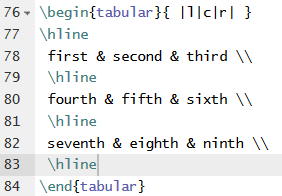 76 \begin{tabular}{ |l|c|r| }
77 \hline
78 first & second & third \\
79 \hline
80 fourth & fifth & sixth \\
81 \hline
82 seventh & eighth & ninth \\
83 \hline
84 \end{tabular}